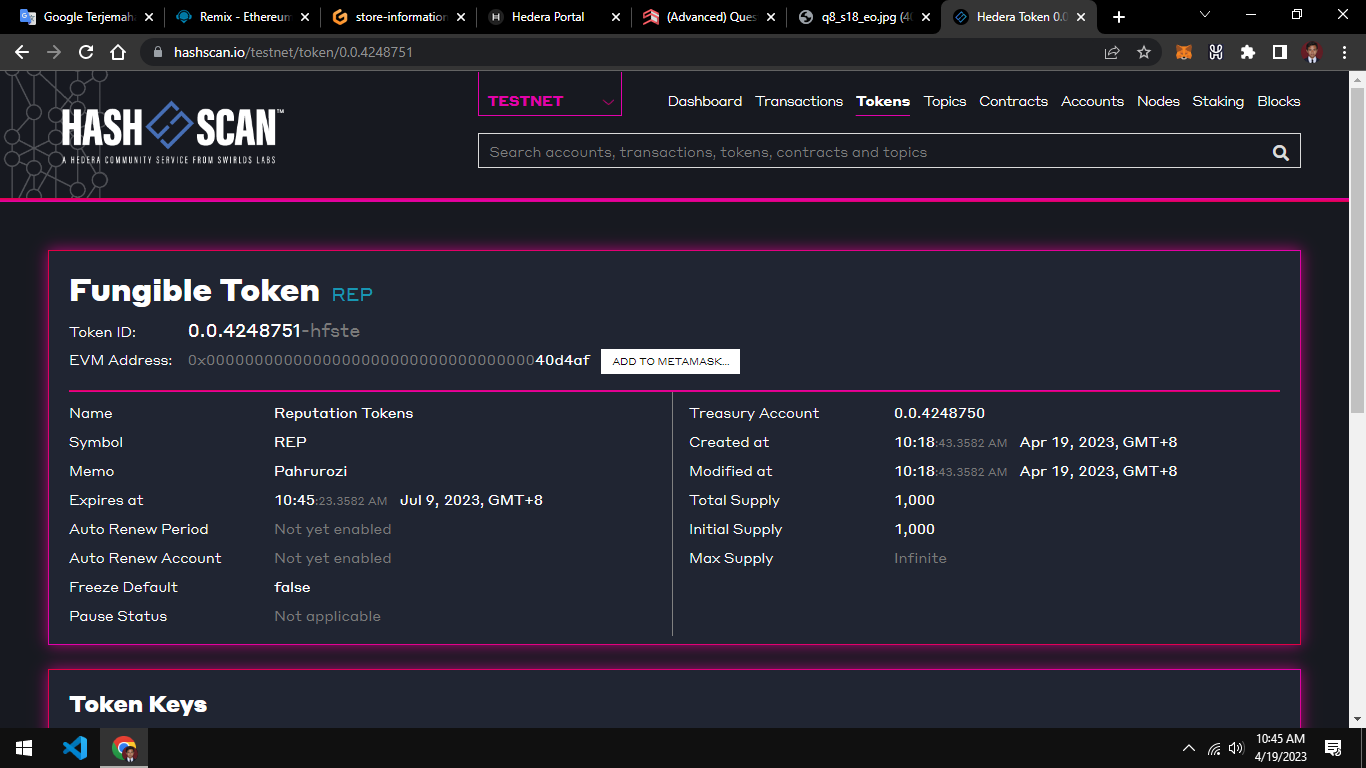 Google Terjemah
Remix - Ethereum
store-information
Hedera Portal
(Advanced) Ques
q8_s18_eo.jpg (40
Hedera Token 0.0
hashscan.io/testnet/token/0.0.4248751
HASH SCAN™
A HEDERA COMMUNITY SERVICE FROM SWIRLDS LABS
TESTNET
Dashboard Transactions Tokens Topics Contracts Accounts Nodes Staking Blocks
Search accounts, transactions, tokens, contracts and topics
Fungible Token REP
Token ID: 0.0.4248751-hfste
EVM Address: 0x000000000000000000000000000000000040d4af ADD TO METAMASK...
Name Reputation Tokens
Symbol REP
Memo Pahrurozi
Expires at 10:45:23.3582 AM Jul 9, 2023, GMT+8
Auto Renew Period Not yet enabled
Auto Renew Account Not yet enabled
Freeze Default false
Pause Status Not applicable
Treasury Account 0.0.4248750
Created at 10:18:43.3582 AM Apr 19, 2023, GMT+8
Modified at 10:18:43.3582 AM Apr 19, 2023, GMT+8
Total Supply 1,000
Initial Supply 1,000
Max Supply Infinite
Token Keys
10:45 AM
4/19/2023